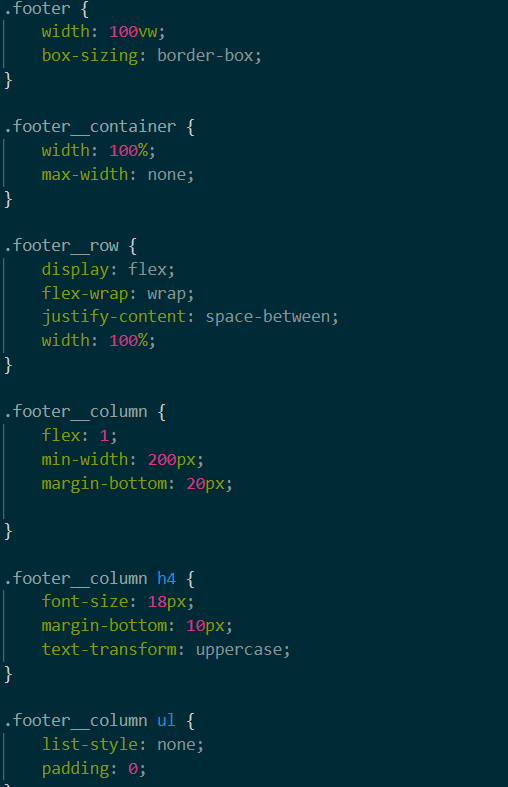 .footer {
    width: 100vw;
    box-sizing: border-box;
}

.footer__container {
    width: 100%;
    max-width: none;
}

.footer__row {
    display: flex;
    flex-wrap: wrap;
    justify-content: space-between;
    width: 100%;
}

.footer__column {
    flex: 1;
    min-width: 200px;
    margin-bottom: 20px;

}

.footer__column h4 {
    font-size: 18px;
    margin-bottom: 10px;
    text-transform: uppercase;
}

.footer__column ul {
    list-style: none;
    padding: 0;
}